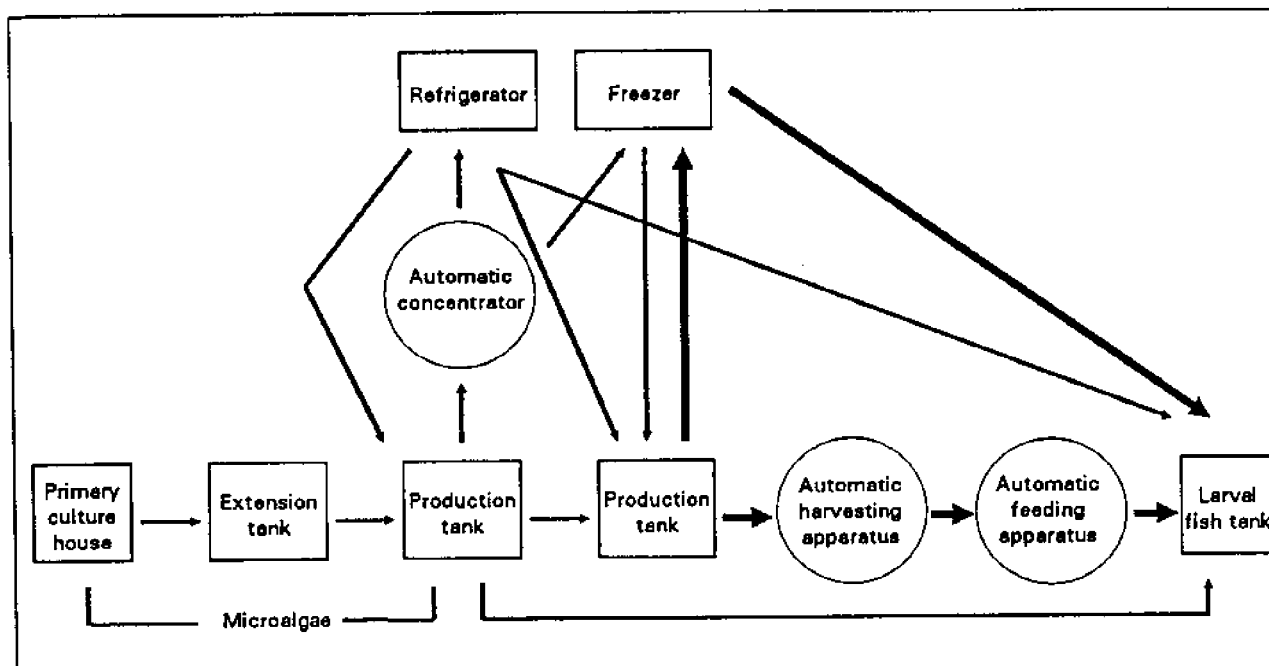 Refrigerator
Freezer
Automatic
concentrator
Primary
culture
house
Extension
tank
Production
tank
Production
tank
Automatic
harvesting
apparatus
Automatic
feeding
apparatus
Larval
fish tank
Microalgae